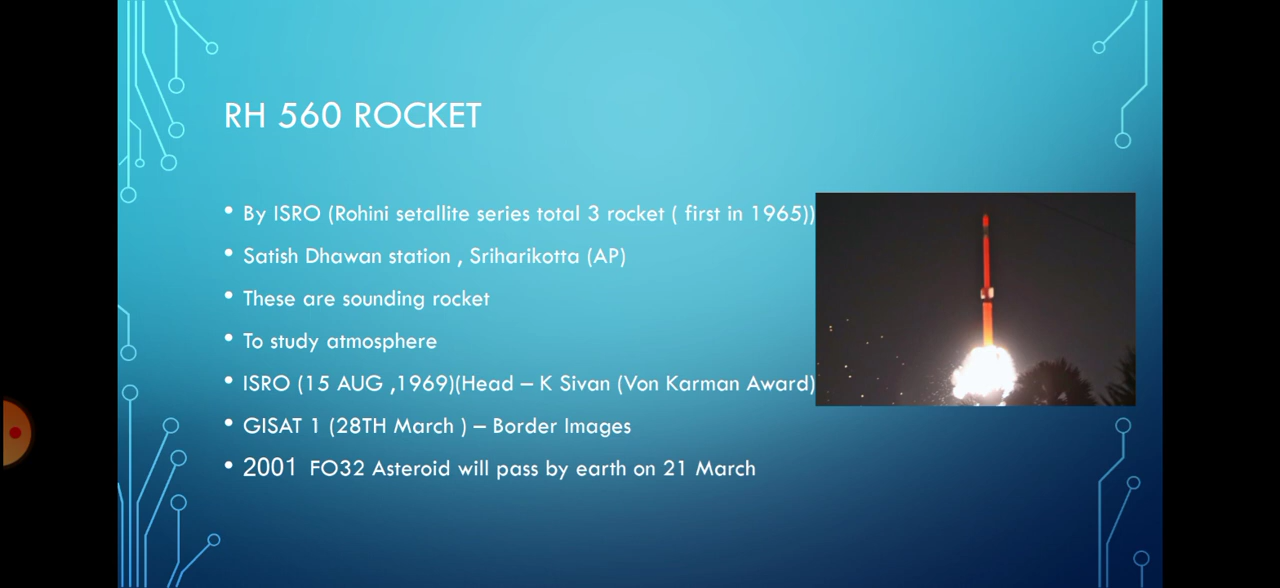 RH 560 ROCKET
• By ISRO (Rohini setallite series total 3 rocket ( first in 1965))
• Satish Dhawan station , Sriharikotta (AP)
• These are sounding rocket
• To study atmosphere
• ISRO (15 AUG ,1969)(Head – K Sivan (Von Karman Award)
• GISAT 1 (28TH March ) – Border Images
• 2001 FO32 Asteroid will pass by earth on 21 March